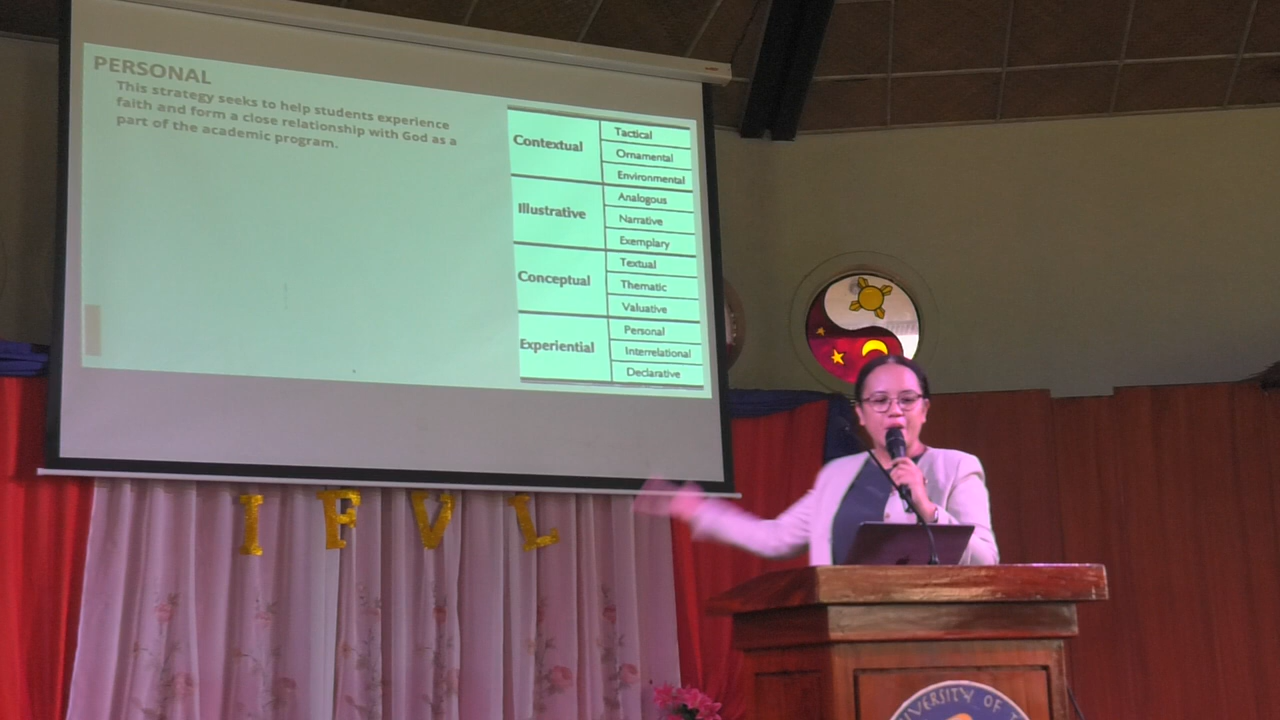 PERSONAL
This strategy seeks to help students experience
faith and form a close relationship with God as a
part of the academic program.
Contextual
Tactical
Ornamental
Environmental
Illustrative
Analogous
Narrative
Exemplary
Conceptual
Textual
Thematic
Valuative
Experiential
Personal
Interrelational
Declarative
I F V L
UNIVERSITY OF